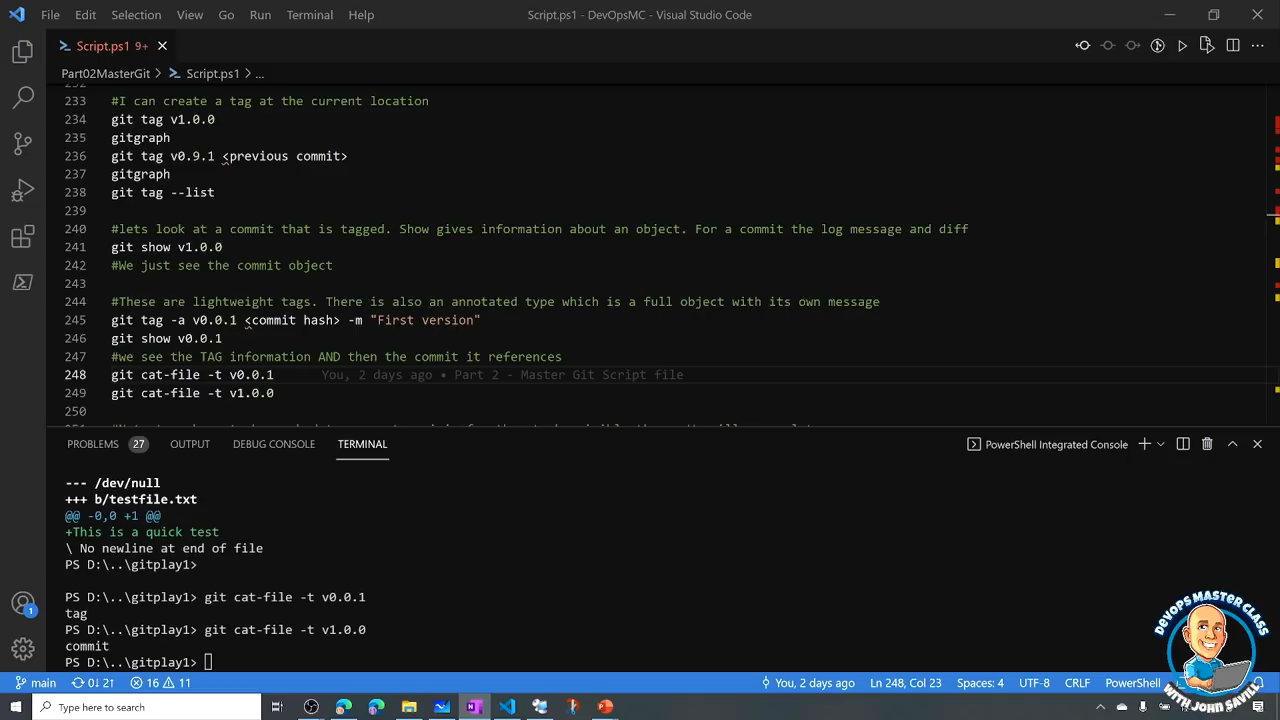 File Edit Selection View Go Run Terminal Help Script.ps1 - DevOpsMC - Visual Studio Code
Script.ps1 9+
Part02MasterGit > Script.ps1 > ...
233 #I can create a tag at the current location
234 git tag v1.0.0
235 gitgraph
236 git tag v0.9.1 <previous commit>
237 gitgraph
238 git tag --list
239
240 #lets look at a commit that is tagged. Show gives information about an object. For a commit the log message and diff
241 git show v1.0.0
242 #We just see the commit object
243
244 #These are lightweight tags. There is also an annotated type which is a full object with its own message
245 git tag -a v0.0.1 <commit hash> -m "First version"
246 git show v0.0.1
247 #we see the TAG information AND then the commit it references
248 git cat-file -t v0.0.1 You, 2 days ago • Part 2 - Master Git Script file
249 git cat-file -t v1.0.0
250
PROBLEMS 27 OUTPUT DEBUG CONSOLE TERMINAL PowerShell Integrated Console
--- /dev/null
+++ b/testfile.txt
@@ -0,0 +1 @@
+This is a quick test
\ No newline at end of file
PS D:\..\gitplay1>
PS D:\..\gitplay1> git cat-file -t v0.0.1
tag
PS D:\..\gitplay1> git cat-file -t v1.0.0
commit
PS D:\..\gitplay1>
1
DEVOPS MASTER CLASS
WITH JOHN SAVILL
main 0↓ 2↑ 16 11 You, 2 days ago Ln 248, Col 23 Spaces: 4 UTF-8 CRLF PowerShell
Type here to search